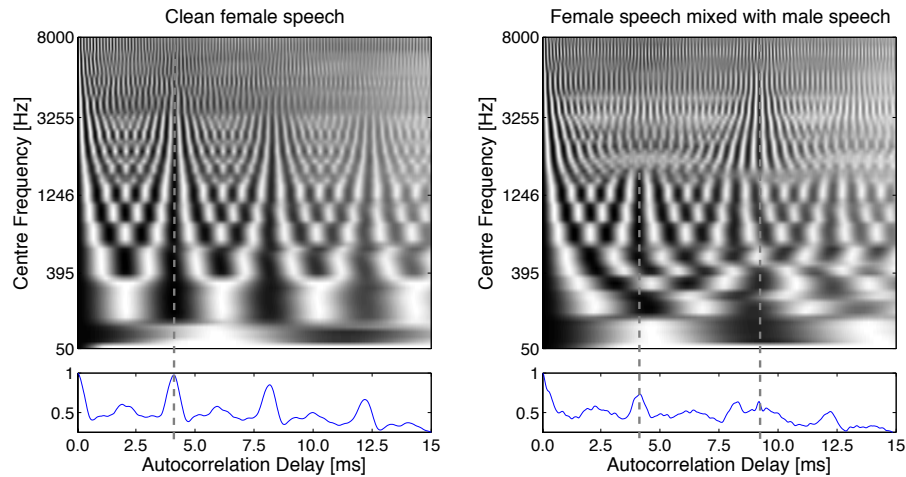 Clean female speech
8000
3255
1246
395
50
Centre Frequency [Hz]
1
0.5
0.0 2.5 5.0 7.5 10.0 12.5 15
Autocorrelation Delay [ms]
Female speech mixed with male speech
8000
3255
1246
395
50
Centre Frequency [Hz]
1
0.5
0.0 2.5 5.0 7.5 10.0 12.5 15
Autocorrelation Delay [ms]